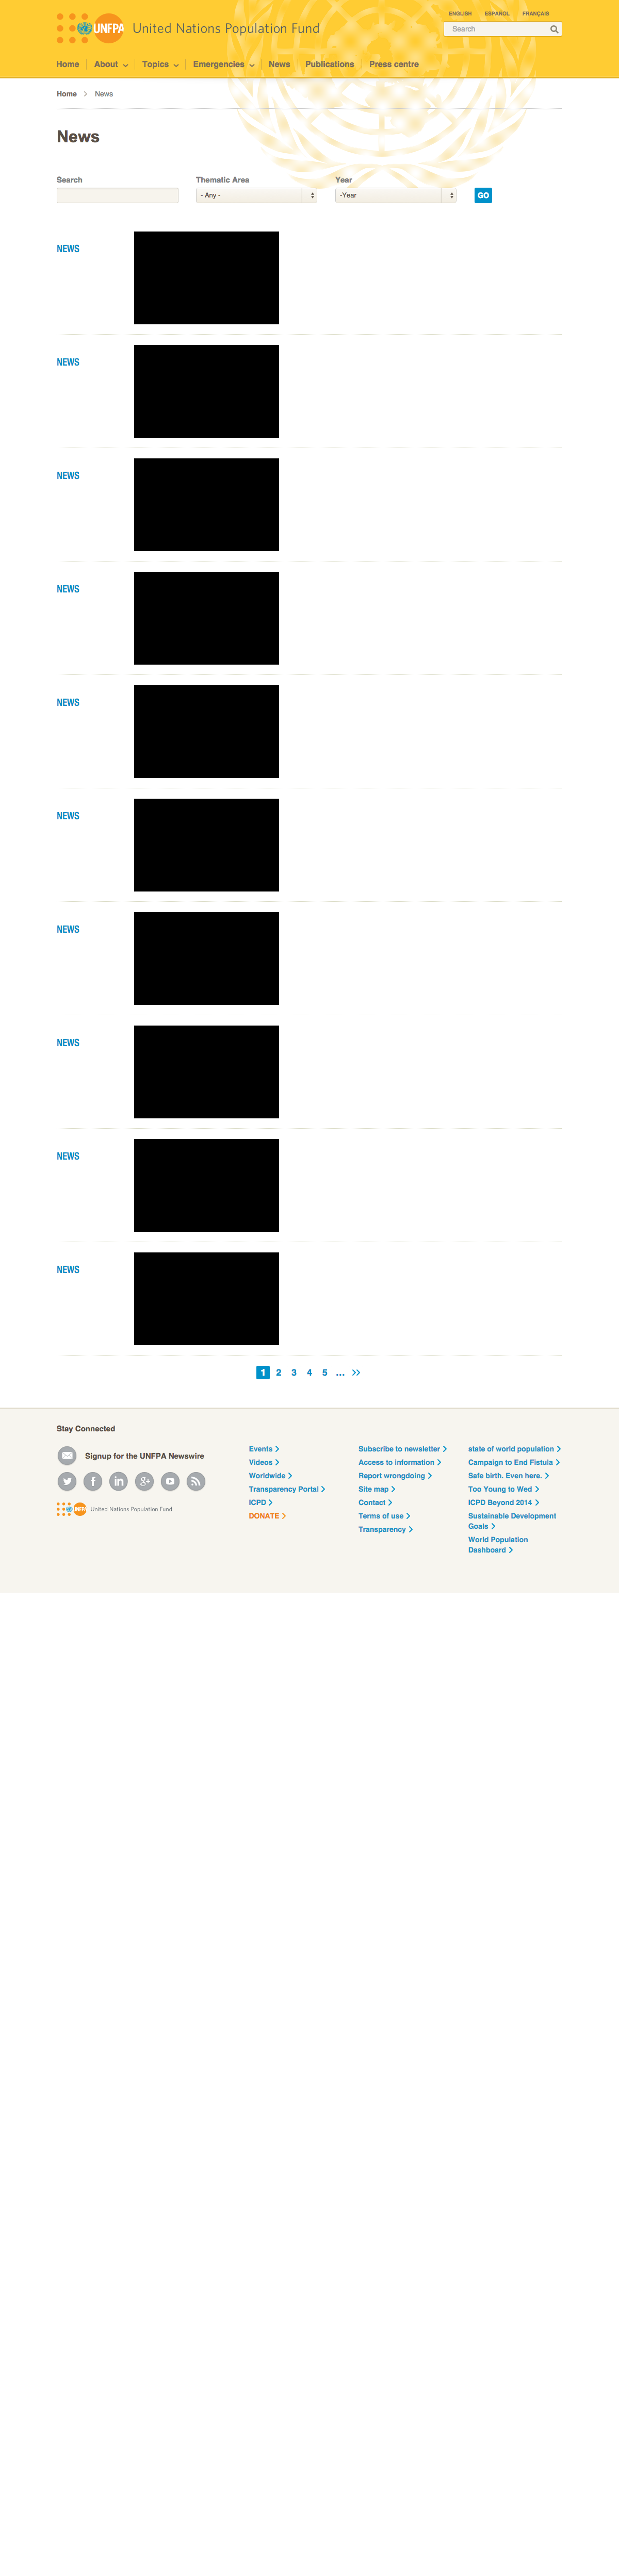 ENGLISH ESPAÑOL FRANÇAIS
UNFPA United Nations Population Fund
Search
Home About Topics Emergencies News Publications Press centre
Home News
News
Search Thematic Area Year
- Any - -Year GO
NEWS
NEWS
NEWS
NEWS
NEWS
NEWS
NEWS
NEWS
NEWS
NEWS
1 2 3 4 5 ... >>
Stay Connected
Signup for the UNFPA Newswire
UNFPA United Nations Population Fund
Events
Videos
Worldwide
Transparency Portal
ICPD
DONATE
Subscribe to newsletter
Access to information
Report wrongdoing
Site map
Contact
Terms of use
Transparency
state of world population
Campaign to End Fistula
Safe birth. Even here.
Too Young to Wed
ICPD Beyond 2014
Sustainable Development
Goals
World Population
Dashboard